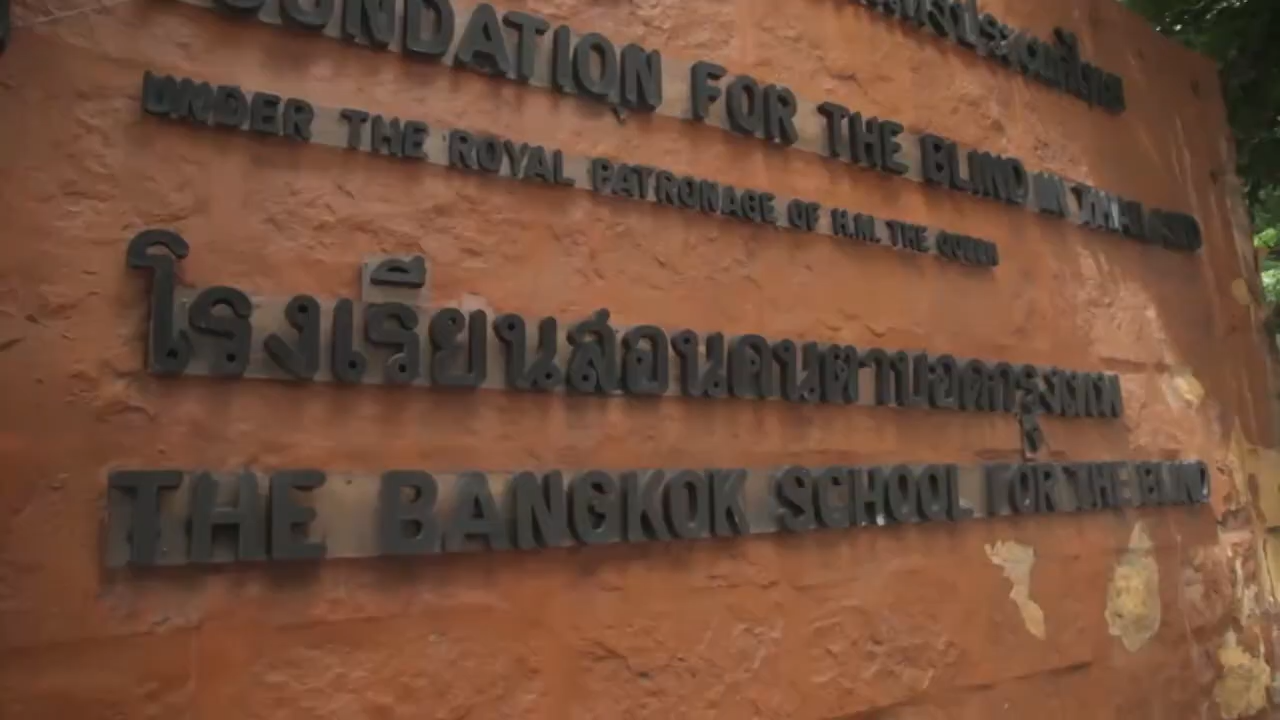 FOUNDATION FOR THE BLIND IN THAILAND
UNDER THE ROYAL PATRONAGE OF H.M. THE QUEEN
โรงเรียนสอนคนตาบอดกรุงเทพ
THE BANGKOK SCHOOL FOR THE BLIND